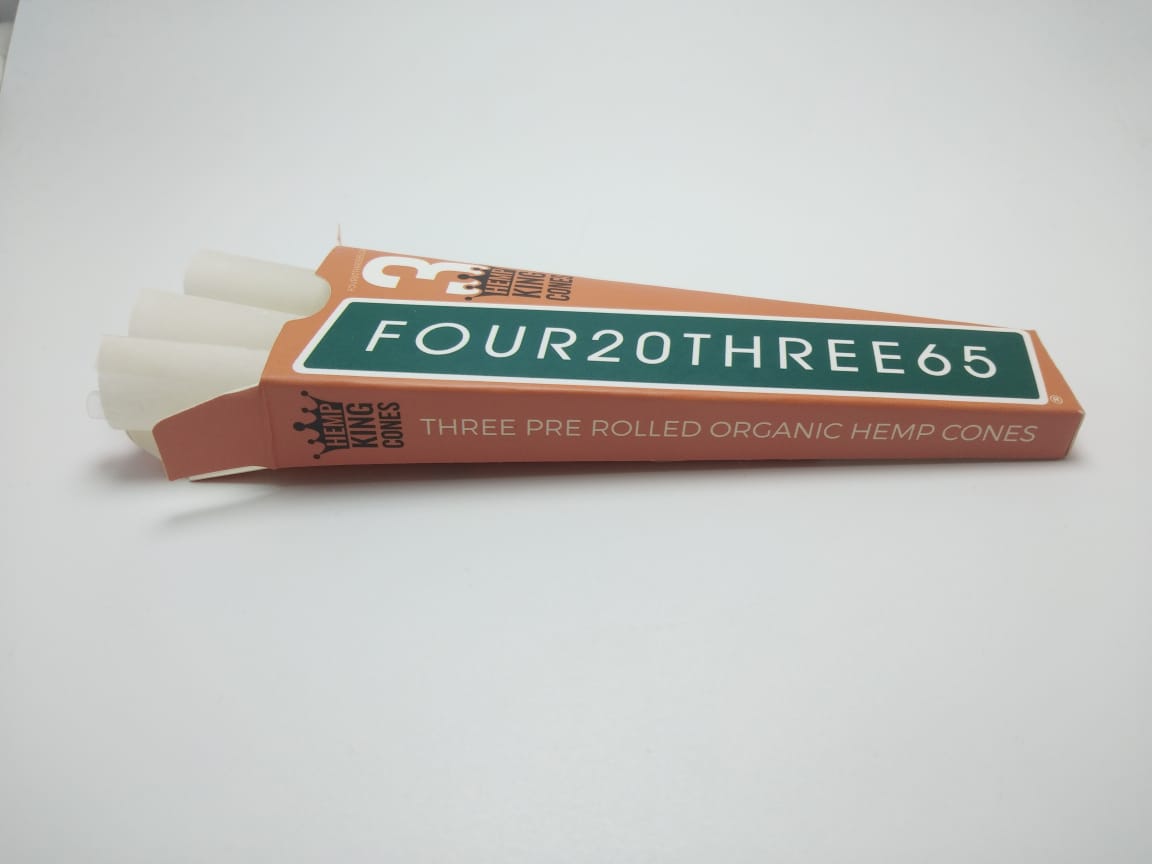 3
HEMP
KING
CONES
FOUR20THREE65
®
HEMP
KING
CONES
THREE PRE ROLLED ORGANIC HEMP CONES